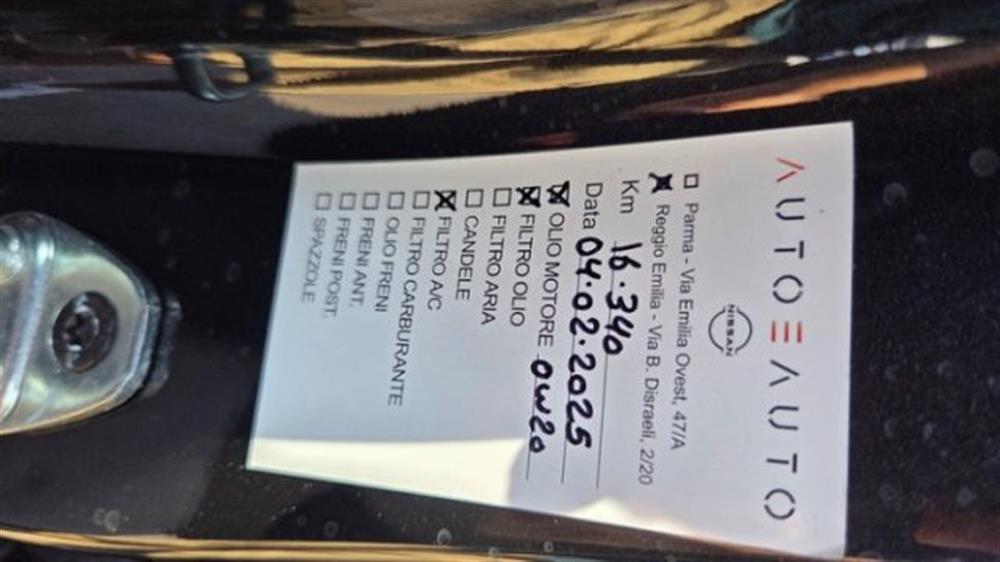 AUTOEAUTO
NISSAN
Parma - Via Emilia Ovest, 47/A
Reggio Emilia - Via B. Disraeli, 2/20
Km 16.340
Data 04.02.2025
OLIO MOTORE 0W20
FILTRO OLIO
FILTRO ARIA
CANDELE
FILTRO A/C
FILTRO CARBURANTE
OLIO FRENI
FRENI ANT.
FRENI POST.
SPAZZOLE